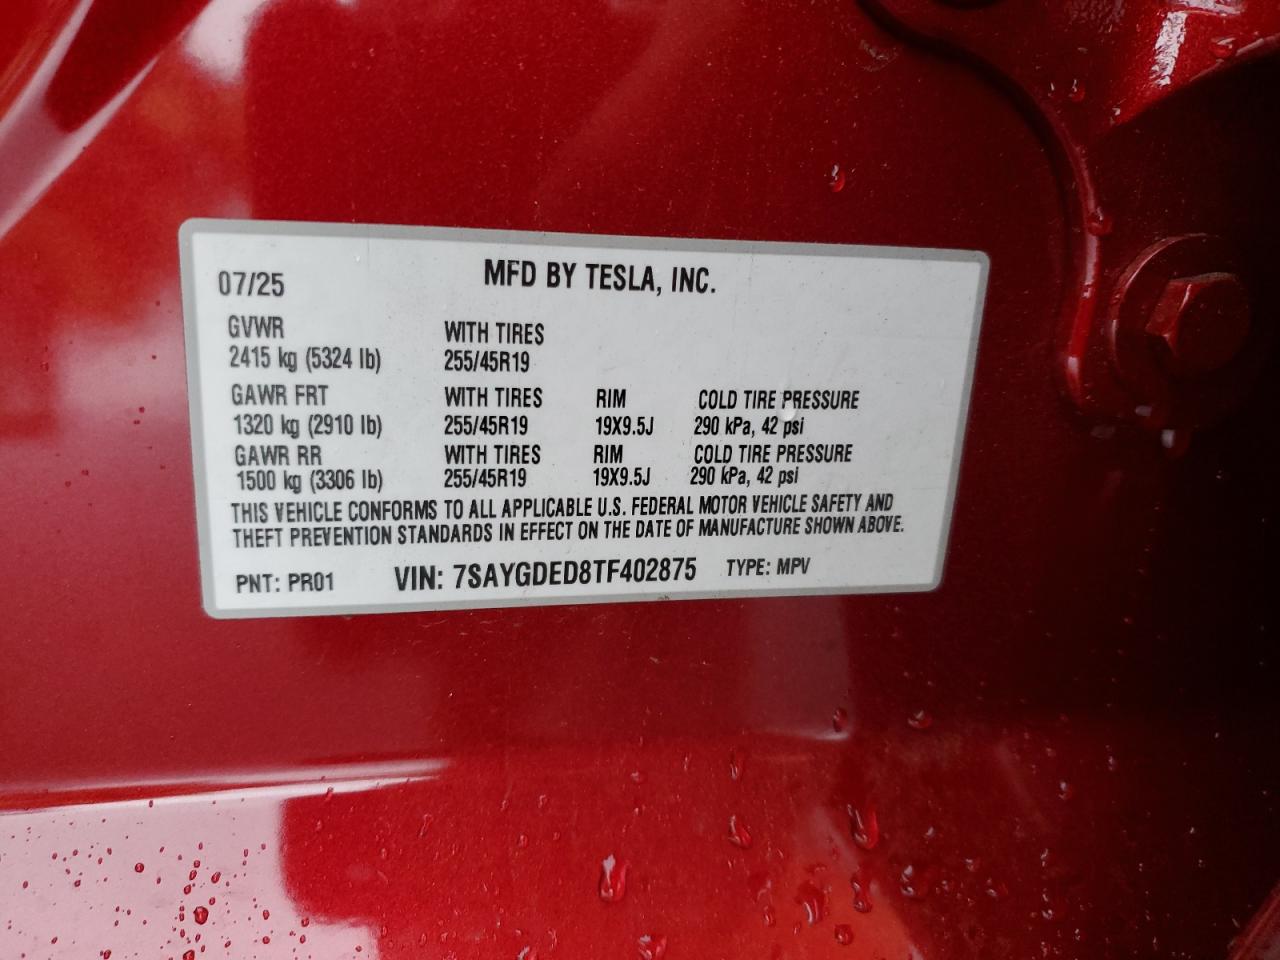 07/25 MFD BY TESLA, INC.
GVWR WITH TIRES
2415 kg (5324 lb) 255/45R19
GAWR FRT WITH TIRES RIM COLD TIRE PRESSURE
1320 kg (2910 lb) 255/45R19 19X9.5J 290 kPa, 42 psi
GAWR RR WITH TIRES RIM COLD TIRE PRESSURE
1500 kg (3306 lb) 255/45R19 19X9.5J 290 kPa, 42 psi
THIS VEHICLE CONFORMS TO ALL APPLICABLE U.S. FEDERAL MOTOR VEHICLE SAFETY AND
THEFT PREVENTION STANDARDS IN EFFECT ON THE DATE OF MANUFACTURE SHOWN ABOVE.
PNT: PR01 VIN: 7SAYGDED8TF402875 TYPE: MPV